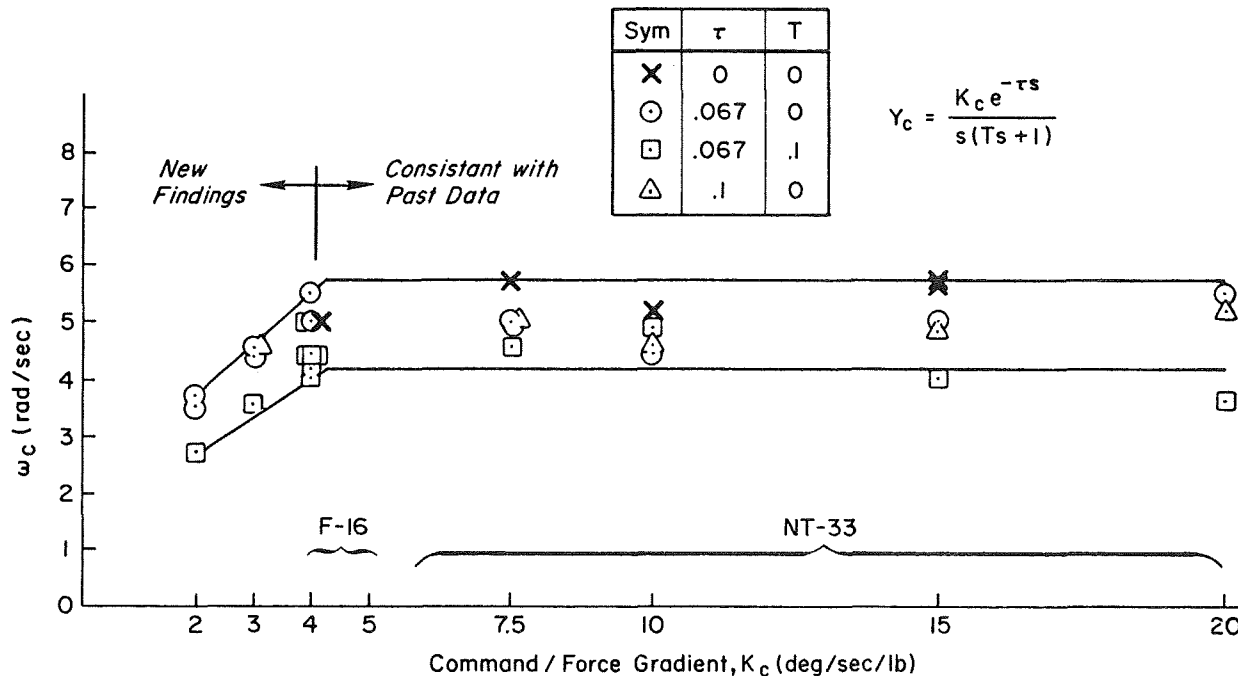 Sym τ T
× 0 0
⊙ .067 0
⊡ .067 .1
△ .1 0
Y_c = K_c e^{-τs} / s(Ts+1)
New Findings
Consistant with Past Data
8
7
6
5
4
3
2
1
0
ω_c (rad/sec)
F-16
NT-33
2 3 4 5 7.5 10 15 20
Command / Force Gradient, K_c (deg/sec/lb)